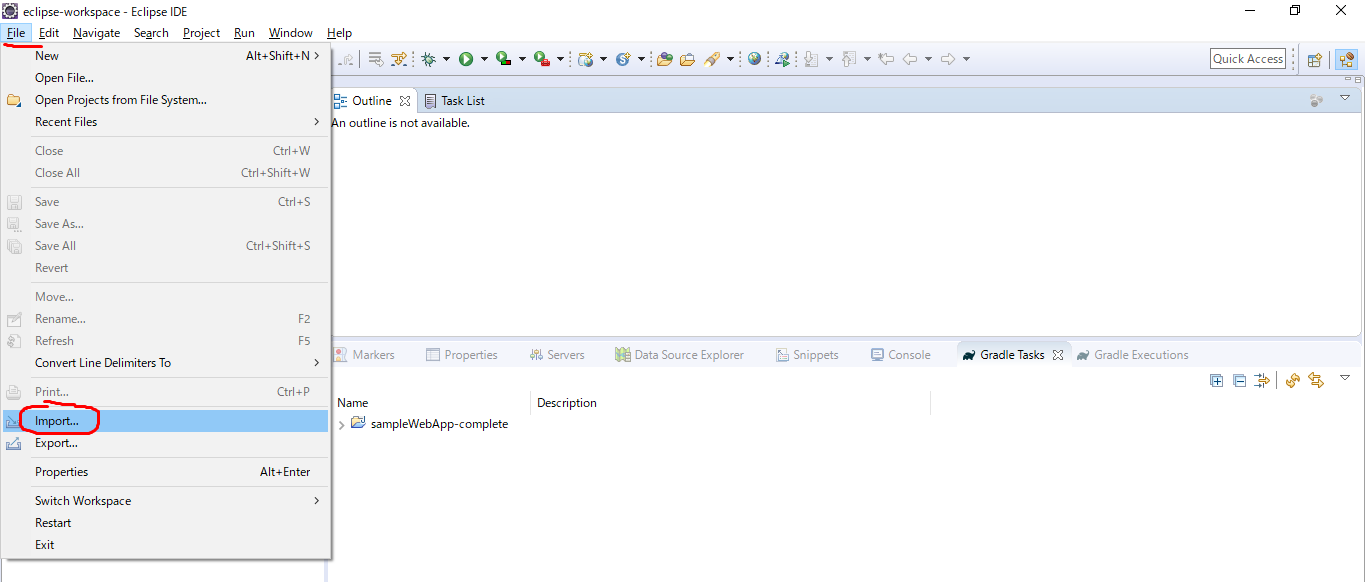 eclipse-workspace - Eclipse IDE
File Edit Navigate Search Project Run Window Help
New Alt+Shift+N
Open File...
Open Projects from File System...
Recent Files
Close Ctrl+W
Close All Ctrl+Shift+W
Save Ctrl+S
Save As...
Save All Ctrl+Shift+S
Revert
Move...
Rename... F2
Refresh F5
Convert Line Delimiters To
Print... Ctrl+P
Import...
Export...
Properties Alt+Enter
Switch Workspace
Restart
Exit
Quick Access
Outline Task List
An outline is not available.
Markers Properties Servers Data Source Explorer Snippets Console Gradle Tasks Gradle Executions
Name Description
sampleWebApp-complete